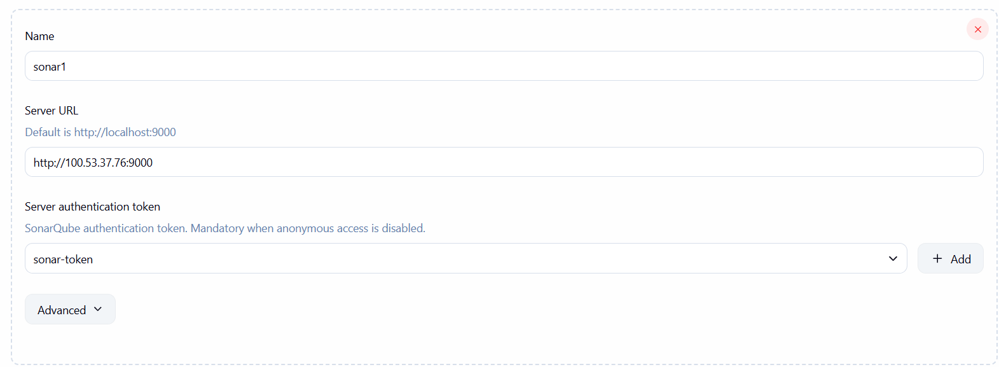 Name
sonar1
Server URL
Default is http://localhost:9000
http://100.53.37.76:9000
Server authentication token
SonarQube authentication token. Mandatory when anonymous access is disabled.
sonar-token
Add
Advanced